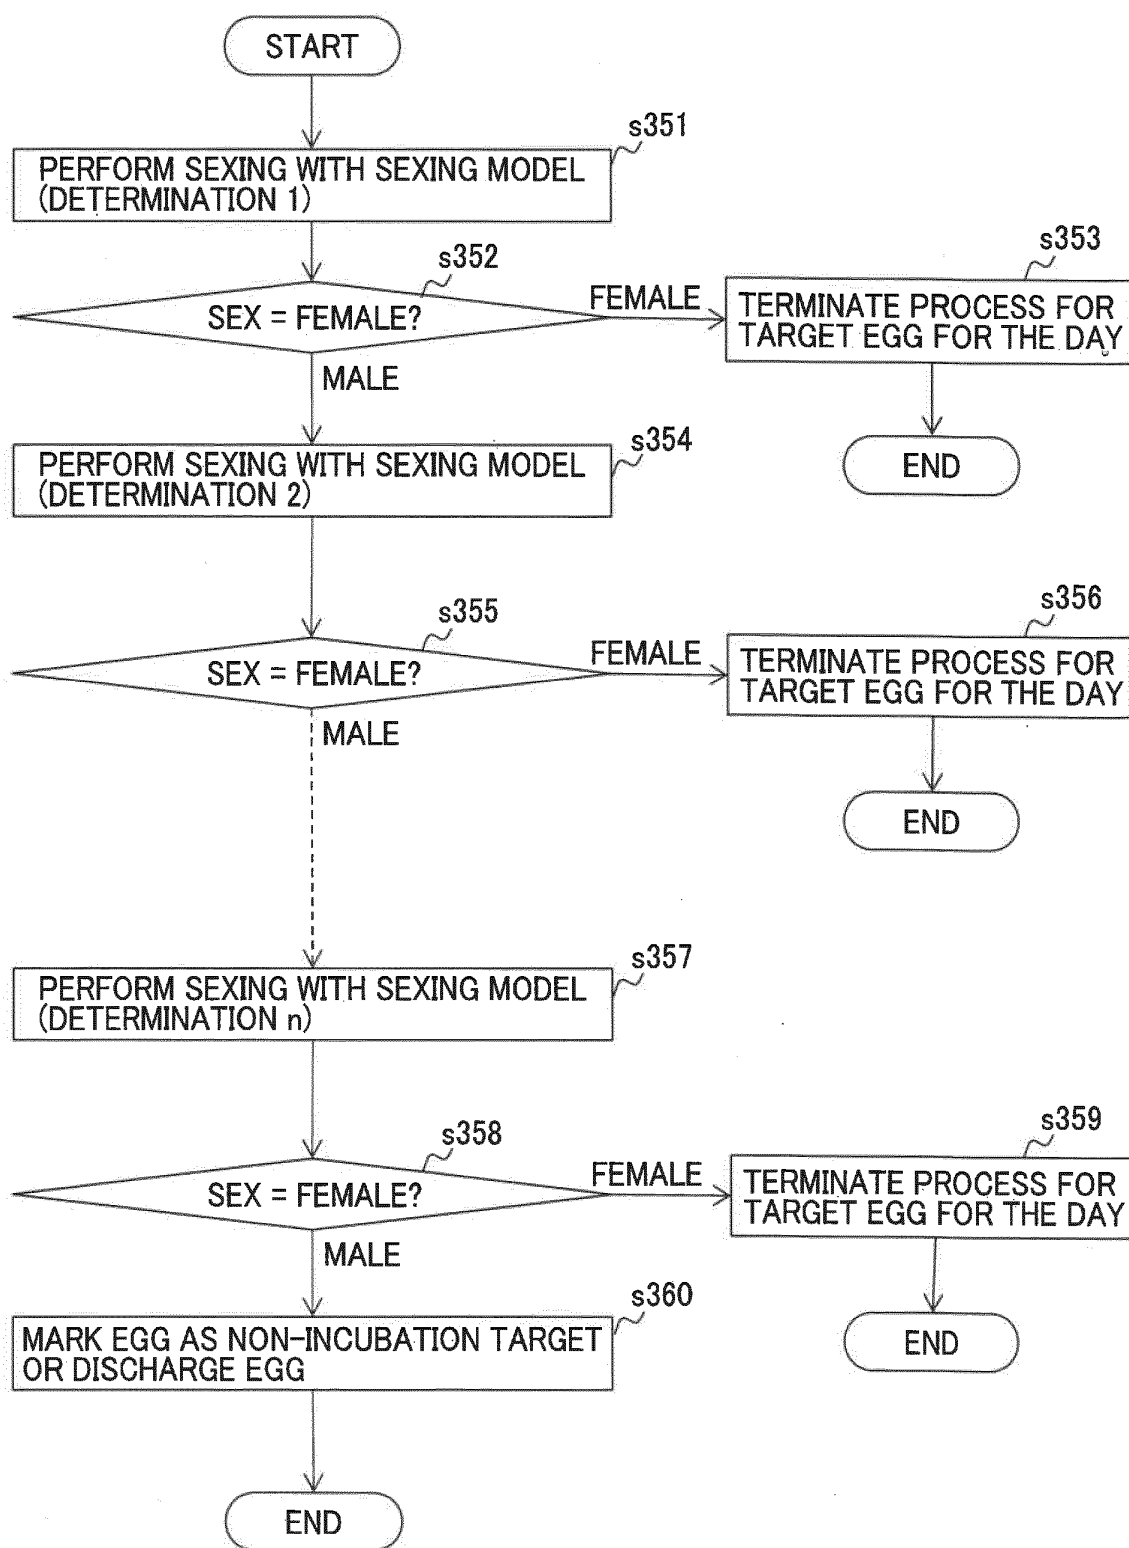 START
s351
PERFORM SEXING WITH SEXING MODEL
(DETERMINATION 1)
s352
SEX = FEMALE?
FEMALE
s353
TERMINATE PROCESS FOR
TARGET EGG FOR THE DAY
END
MALE
s354
PERFORM SEXING WITH SEXING MODEL
(DETERMINATION 2)
s355
SEX = FEMALE?
FEMALE
s356
TERMINATE PROCESS FOR
TARGET EGG FOR THE DAY
END
MALE
s357
PERFORM SEXING WITH SEXING MODEL
(DETERMINATION n)
s358
SEX = FEMALE?
FEMALE
s359
TERMINATE PROCESS FOR
TARGET EGG FOR THE DAY
END
MALE
s360
MARK EGG AS NON-INCUBATION TARGET
OR DISCHARGE EGG
END